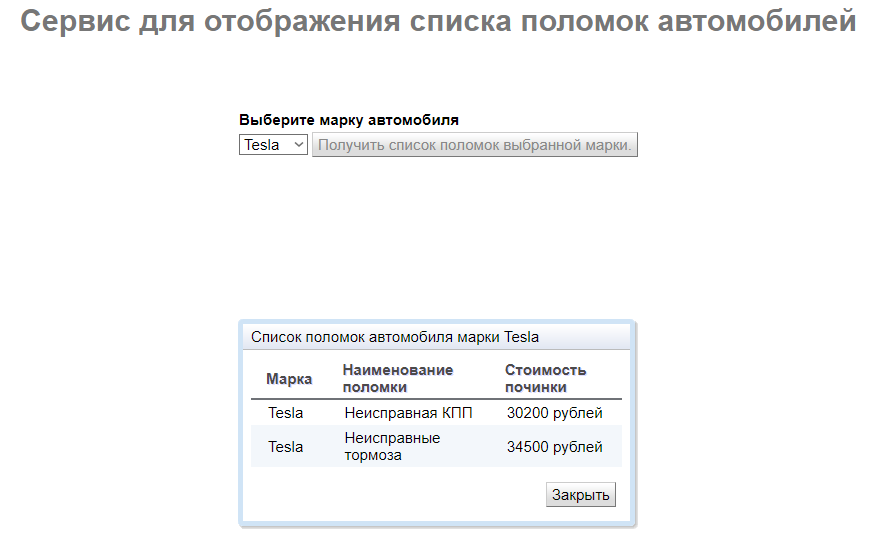 Сервис для отображения списка поломок автомобилей
Выберите марку автомобиля
Tesla Получить список поломок выбранной марки.
Список поломок автомобиля марки Tesla
Марка Наименование поломки Стоимость починки
Tesla Неисправная КПП 30200 рублей
Tesla Неисправные тормоза 34500 рублей
Закрыть